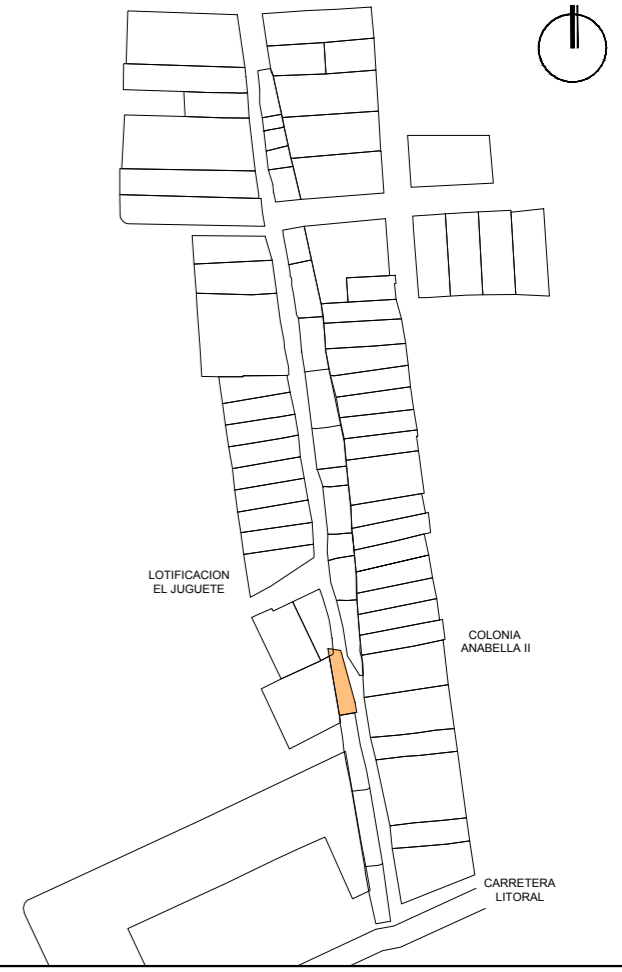 LOTIFICACION
EL JUGUETE
COLONIA
ANABELLA II
CARRETERA
LITORAL